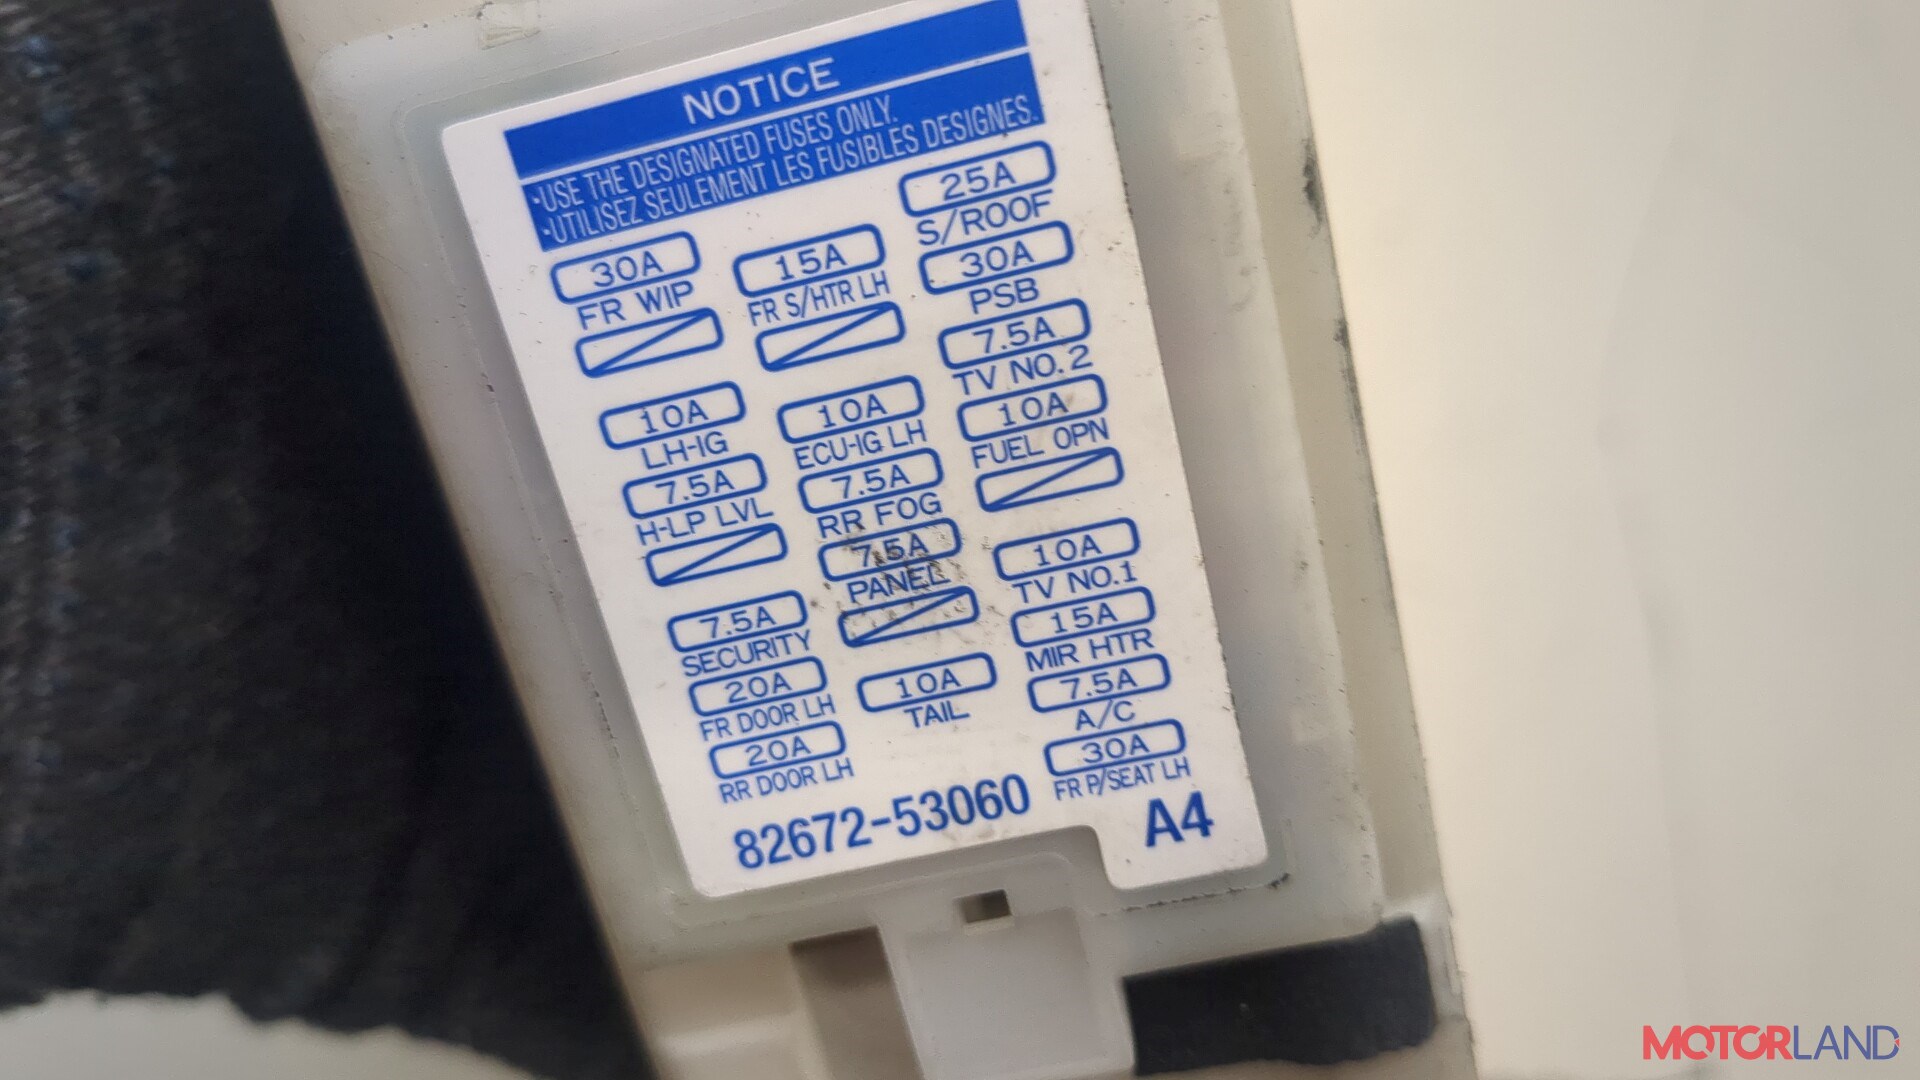 NOTICE
·USE THE DESIGNATED FUSES ONLY.
·UTILISEZ SEULEMENT LES FUSIBLES DESIGNES.
30A
FR WIP
10A
LH-IG
7.5A
H-LP LVL
7.5A
SECURITY
20A
FR DOOR LH
20A
RR DOOR LH
15A
FR S/HTR LH
10A
ECU-IG LH
7.5A
RR FOG
7.5A
PANEL
10A
TAIL
25A
S/ROOF
30A
PSB
7.5A
TV NO.2
10A
FUEL OPN
10A
TV NO.1
15A
MIR HTR
7.5A
A/C
30A
FR P/SEAT LH
82672-53060
A4
MOTORLAND